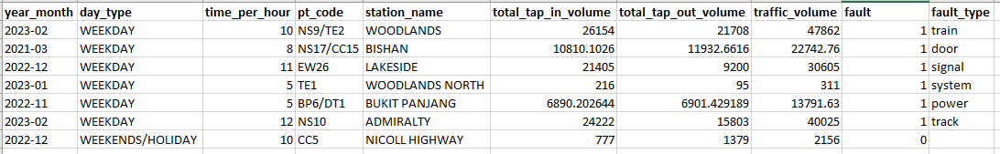 year_month day_type time_per_hour pt_code station_name total_tap_in_volume total_tap_out_volume traffic_volume fault fault_type
2023-02 WEEKDAY 10 NS9/TE2 WOODLANDS 26154 21708 47862 1 train
2021-03 WEEKDAY 8 NS17/CC15 BISHAN 10810.1026 11932.6616 22742.76 1 door
2022-12 WEEKDAY 11 EW26 LAKESIDE 21405 9200 30605 1 signal
2023-01 WEEKDAY 5 TE1 WOODLANDS NORTH 216 95 311 1 system
2022-11 WEEKDAY 5 BP6/DT1 BUKIT PANJANG 6890.202644 6901.429189 13791.63 1 power
2023-02 WEEKDAY 12 NS10 ADMIRALTY 24222 15803 40025 1 track
2022-12 WEEKENDS/HOLIDAY 10 CC5 NICOLL HIGHWAY 777 1379 2156 0